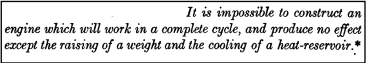 It is impossible to construct an
engine which will work in a complete cycle, and produce no effect
except the raising of a weight and the cooling of a heat-reservoir.*